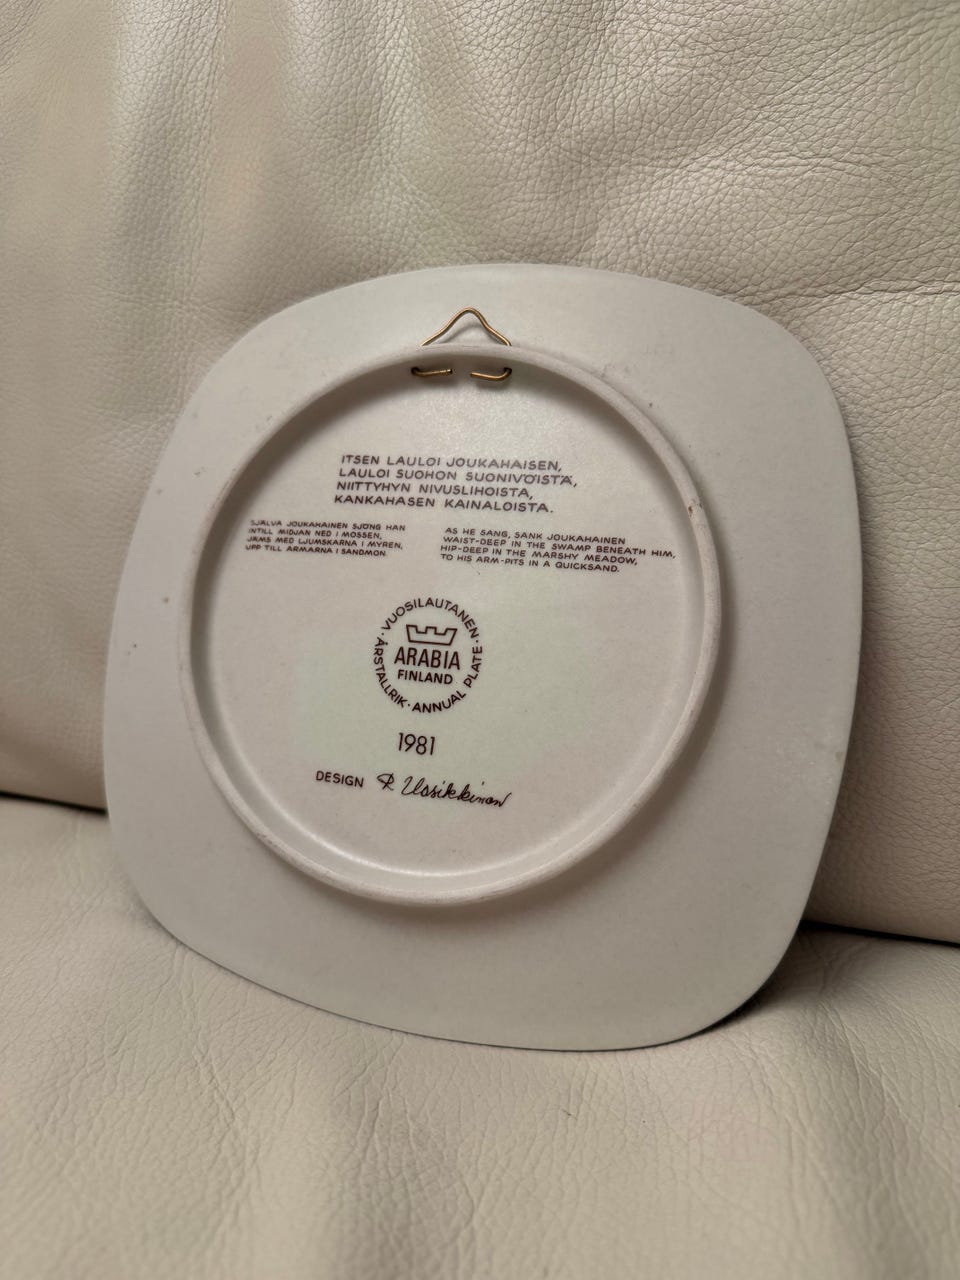 ITSEN LAULOI JOUKAHAISEN,
LAULOI SUOHON SUONIVÖISTÄ,
NIITTYHYN NIVUSLIHOISTA,
KANKAHASEN KAINALOISTA.
SJÄLVA JOUKAHAINEN SJÖNG HAN
INTILL MIDJAN NED I MOSSEN,
JÄMS MED LJUMSKARNA I MYREN,
UPP TILL ARMARNA I SANDMON.
AS HE SANG, SANK JOUKAHAINEN
WAIST-DEEP IN THE SWAMP BENEATH HIM,
HIP-DEEP IN THE MARSHY MEADOW,
TO HIS ARM-PITS IN A QUICKSAND.
· VUOSILAUTANEN · ANNUAL PLATE · ÅRSTALLRIK
ARABIA
FINLAND
1981
DESIGN R Uosikkinen